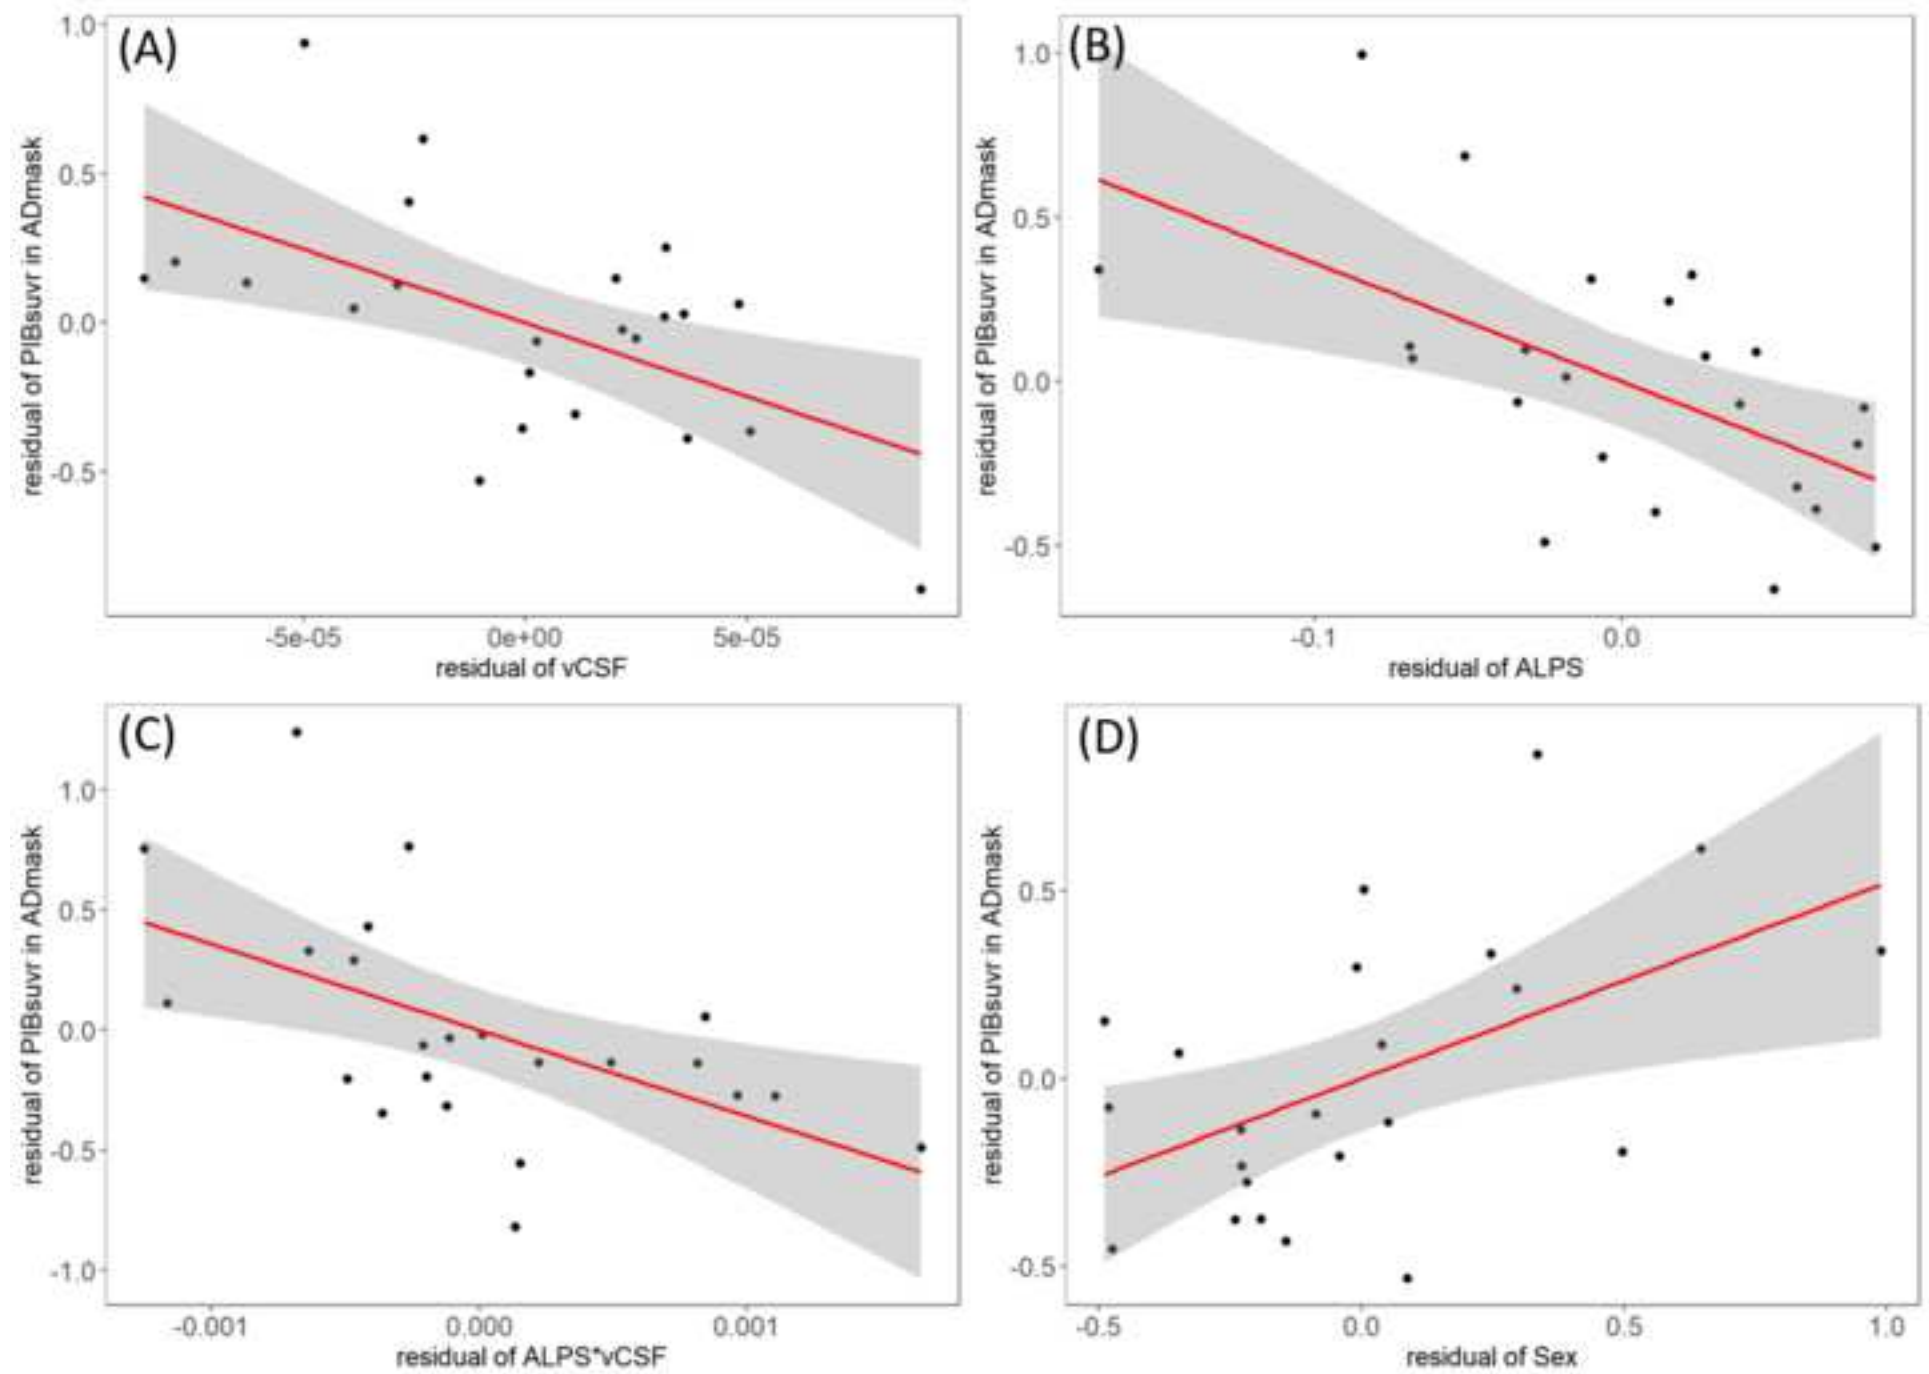 (A)
1.0
0.5
0.0
-0.5
residual of PIBsuvr in ADmask
-5e-05 0e+00 5e-05
residual of vCSF
(B)
1.0
0.5
0.0
-0.5
residual of PIBsuvr in ADmask
-0.1 0.0
residual of ALPS
(C)
1.0
0.5
0.0
-0.5
-1.0
residual of PIBsuvr in ADmask
-0.001 0.000 0.001
residual of ALPS*vCSF
(D)
0.5
0.0
-0.5
residual of PIBsuvr in ADmask
-0.5 0.0 0.5 1.0
residual of Sex